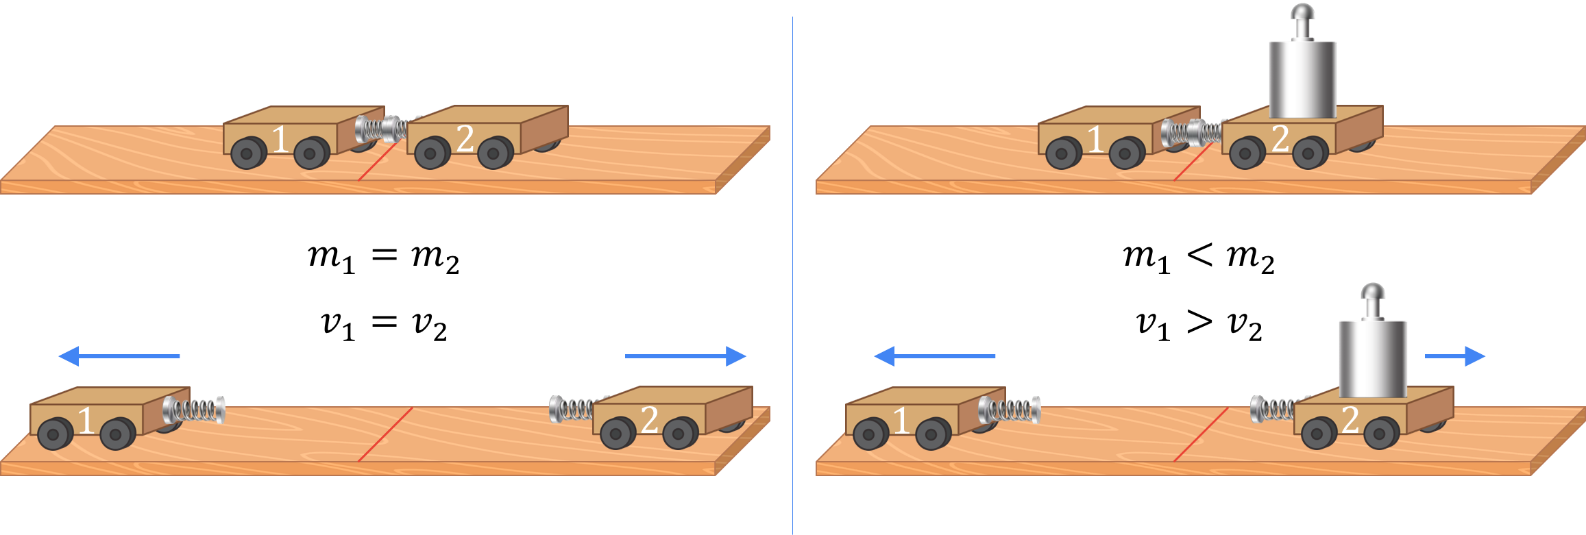 1 2
m₁ = m₂
v₁ = v₂
1 2
1 2
m₁ < m₂
v₁ > v₂
1 2